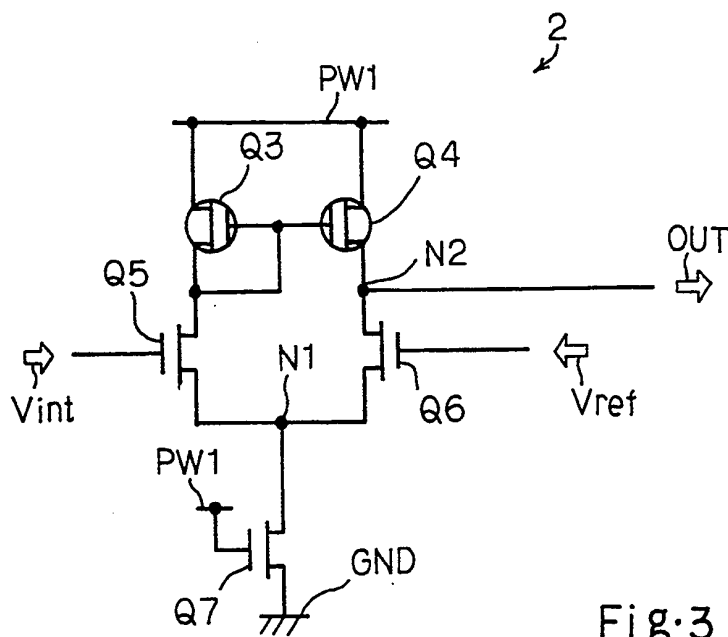 2
PW1
Q3
Q4
OUT
N2
Q5
N1
Vint
Q6
Vref
PW1
GND
Q7
Fig.3